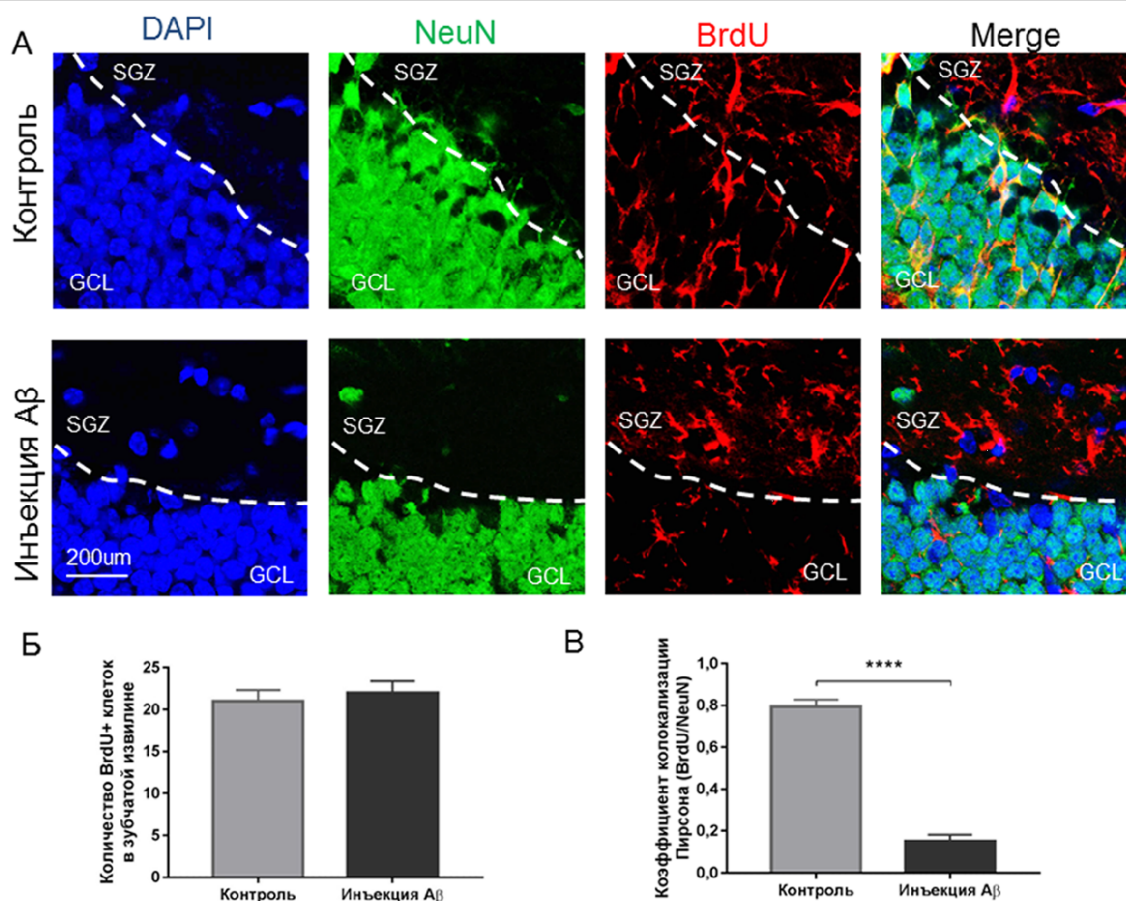 А
DAPI NeuN BrdU Merge
Контроль
SGZ SGZ SGZ SGZ
GCL GCL GCL GCL
Инъекция Aβ
SGZ SGZ SGZ SGZ
200um
GCL GCL GCL GCL
Б
Количество BrdU+ клеток
в зубчатой извилине
25
20
15
10
5
0
Контроль Инъекция Aβ
В
Коэффициент колокализации
Пирсона (BrdU/NeuN)
1,0
0,8
0,6
0,4
0,2
0,0
****
Контроль Инъекция Aβ